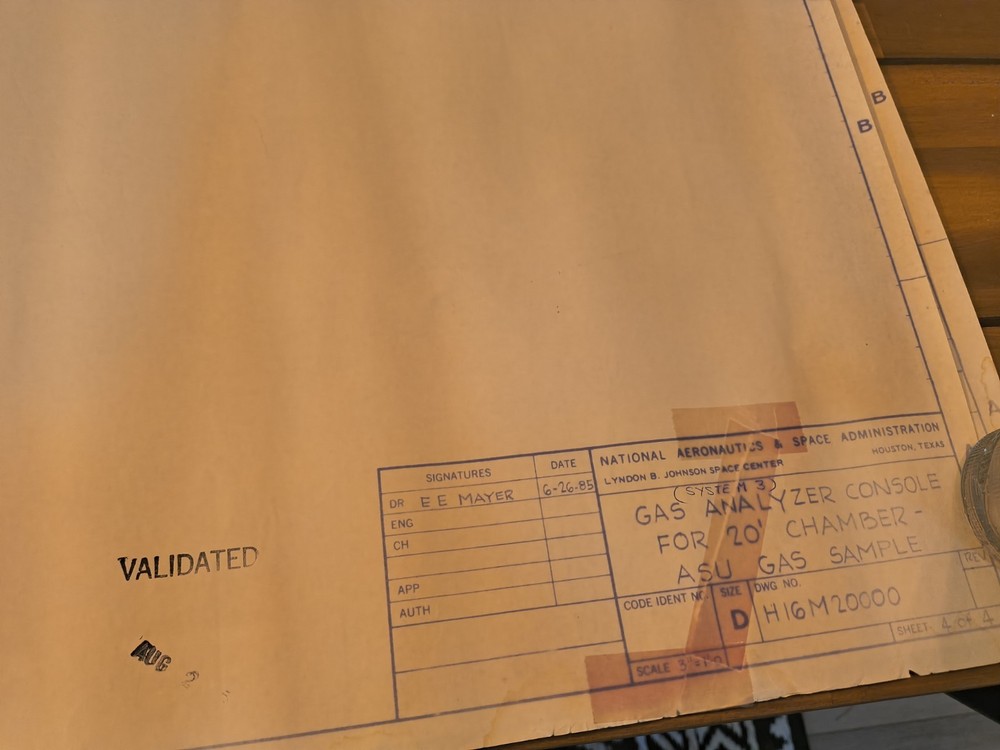 B
B
A
NATIONAL AERONAUTICS & SPACE ADMINISTRATION
LYNDON B. JOHNSON SPACE CENTER HOUSTON, TEXAS
SIGNATURES DATE
DR E E MAYER 6-26-85
ENG
CH
APP
AUTH
(SYSTEM 3)
GAS ANALYZER CONSOLE
FOR 20' CHAMBER-
ASU GAS SAMPLE
CODE IDENT NO. SIZE DWG NO. REV
D H16M20000
SCALE SHEET 4 of 4
VALIDATED
AUG